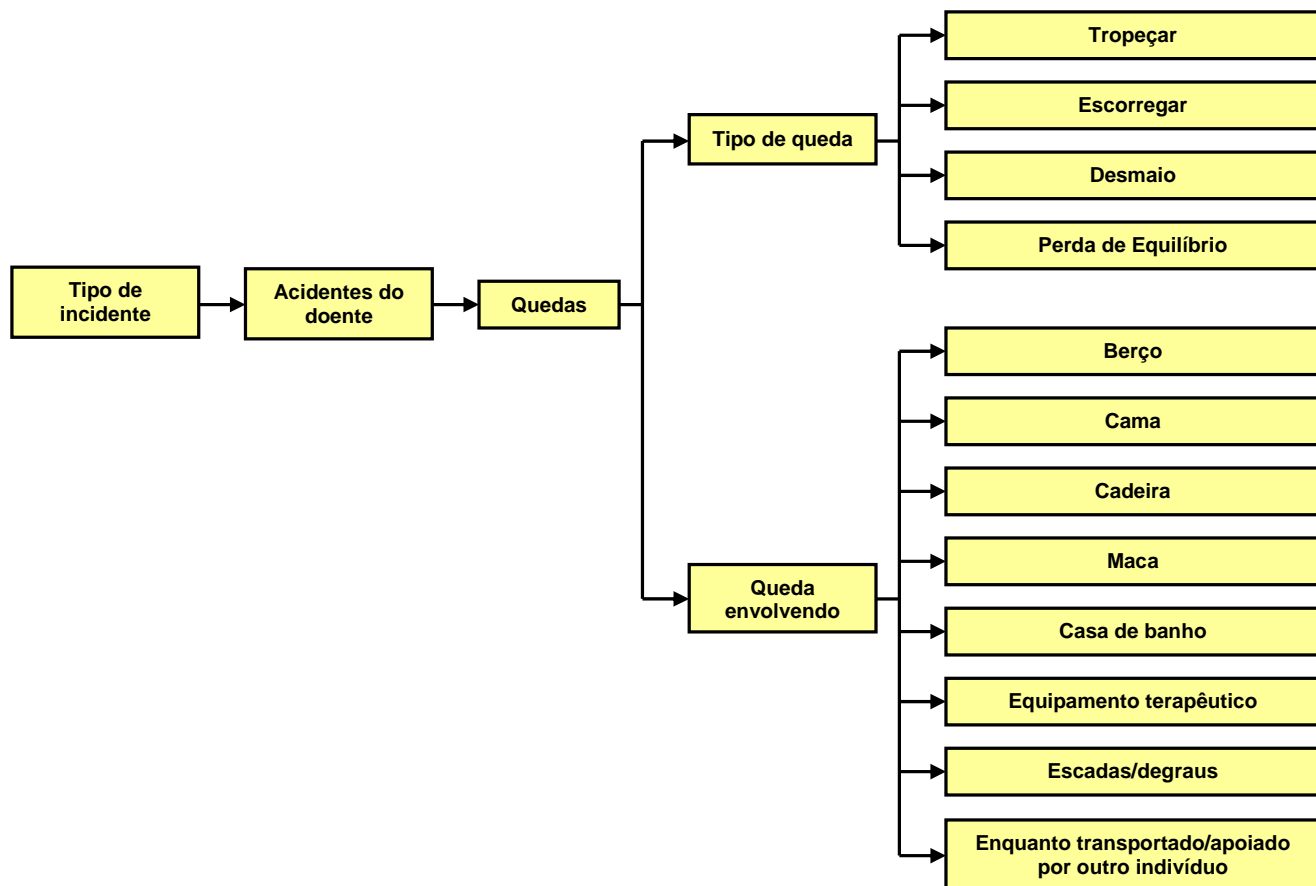 Tipo de
incidente
Acidentes do
doente
Quedas
Tipo de queda
Tropeçar
Escorregar
Desmaio
Perda de Equilíbrio
Queda
envolvendo
Berço
Cama
Cadeira
Maca
Casa de banho
Equipamento terapêutico
Escadas/degraus
Enquanto transportado/apoiado
por outro indivíduo